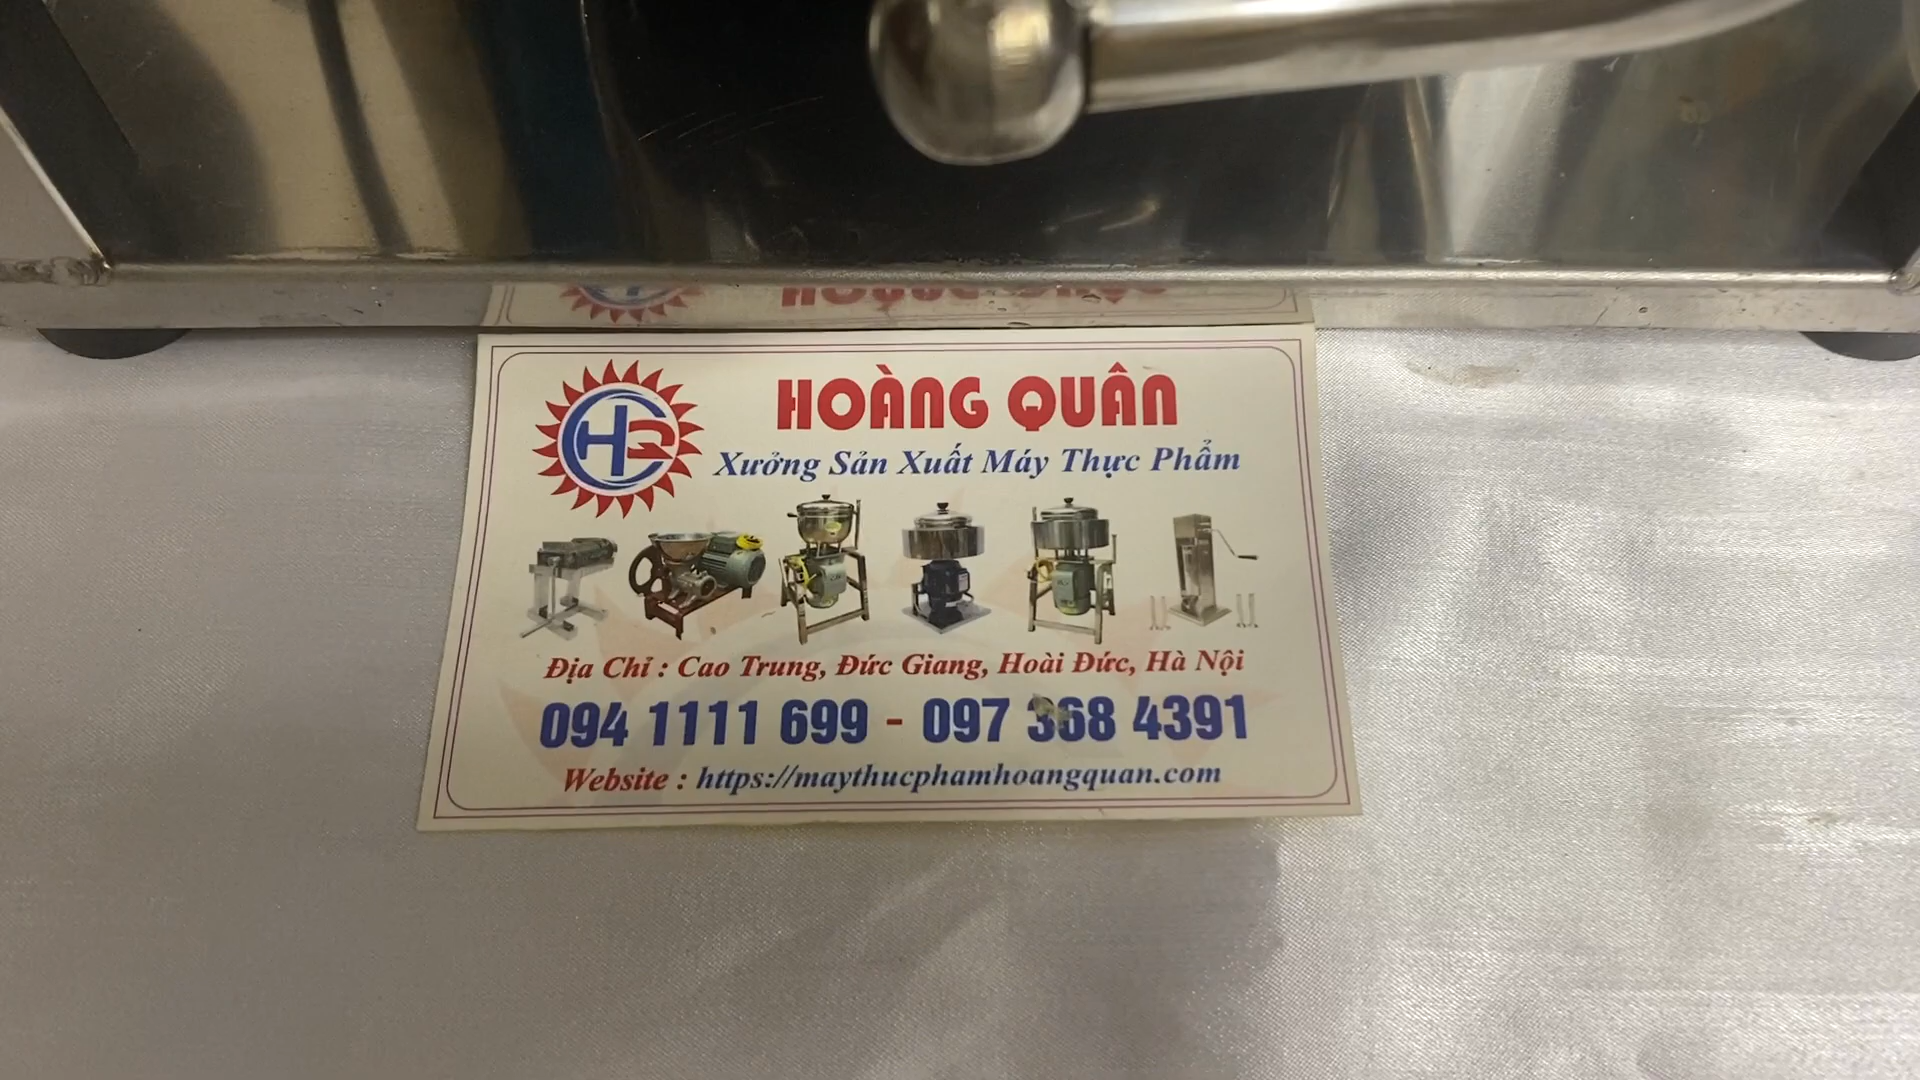 HOÀNG QUÂN
HQ
Xưởng Sản Xuất Máy Thực Phẩm
Địa Chỉ : Cao Trung, Đức Giang, Hoài Đức, Hà Nội
094 1111 699 - 097 368 4391
Website : https://maythucphamhoangquan.com